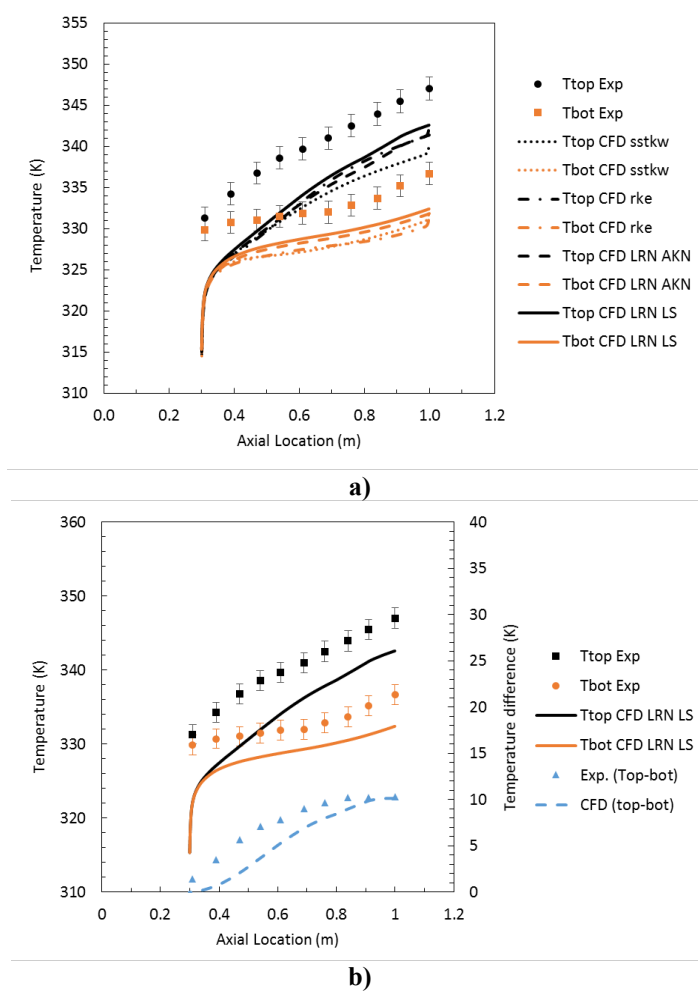 355
350
345
340
335
330
325
320
315
310
0.0 0.2 0.4 0.6 0.8 1.0 1.2
Temperature (K)
Axial Location (m)
Ttop Exp
Tbot Exp
Ttop CFD sstkw
Tbot CFD sstkw
Ttop CFD rke
Tbot CFD rke
Ttop CFD LRN AKN
Tbot CFD LRN AKN
Ttop CFD LRN LS
Tbot CFD LRN LS
a)
360
350
340
330
320
310
0 0.2 0.4 0.6 0.8 1 1.2
Temperature (K)
Axial Location (m)
40
35
30
25
20
15
10
5
0
Temperature difference (K)
Ttop Exp
Tbot Exp
Ttop CFD LRN LS
Tbot CFD LRN LS
Exp. (Top-bot)
CFD (top-bot)
b)